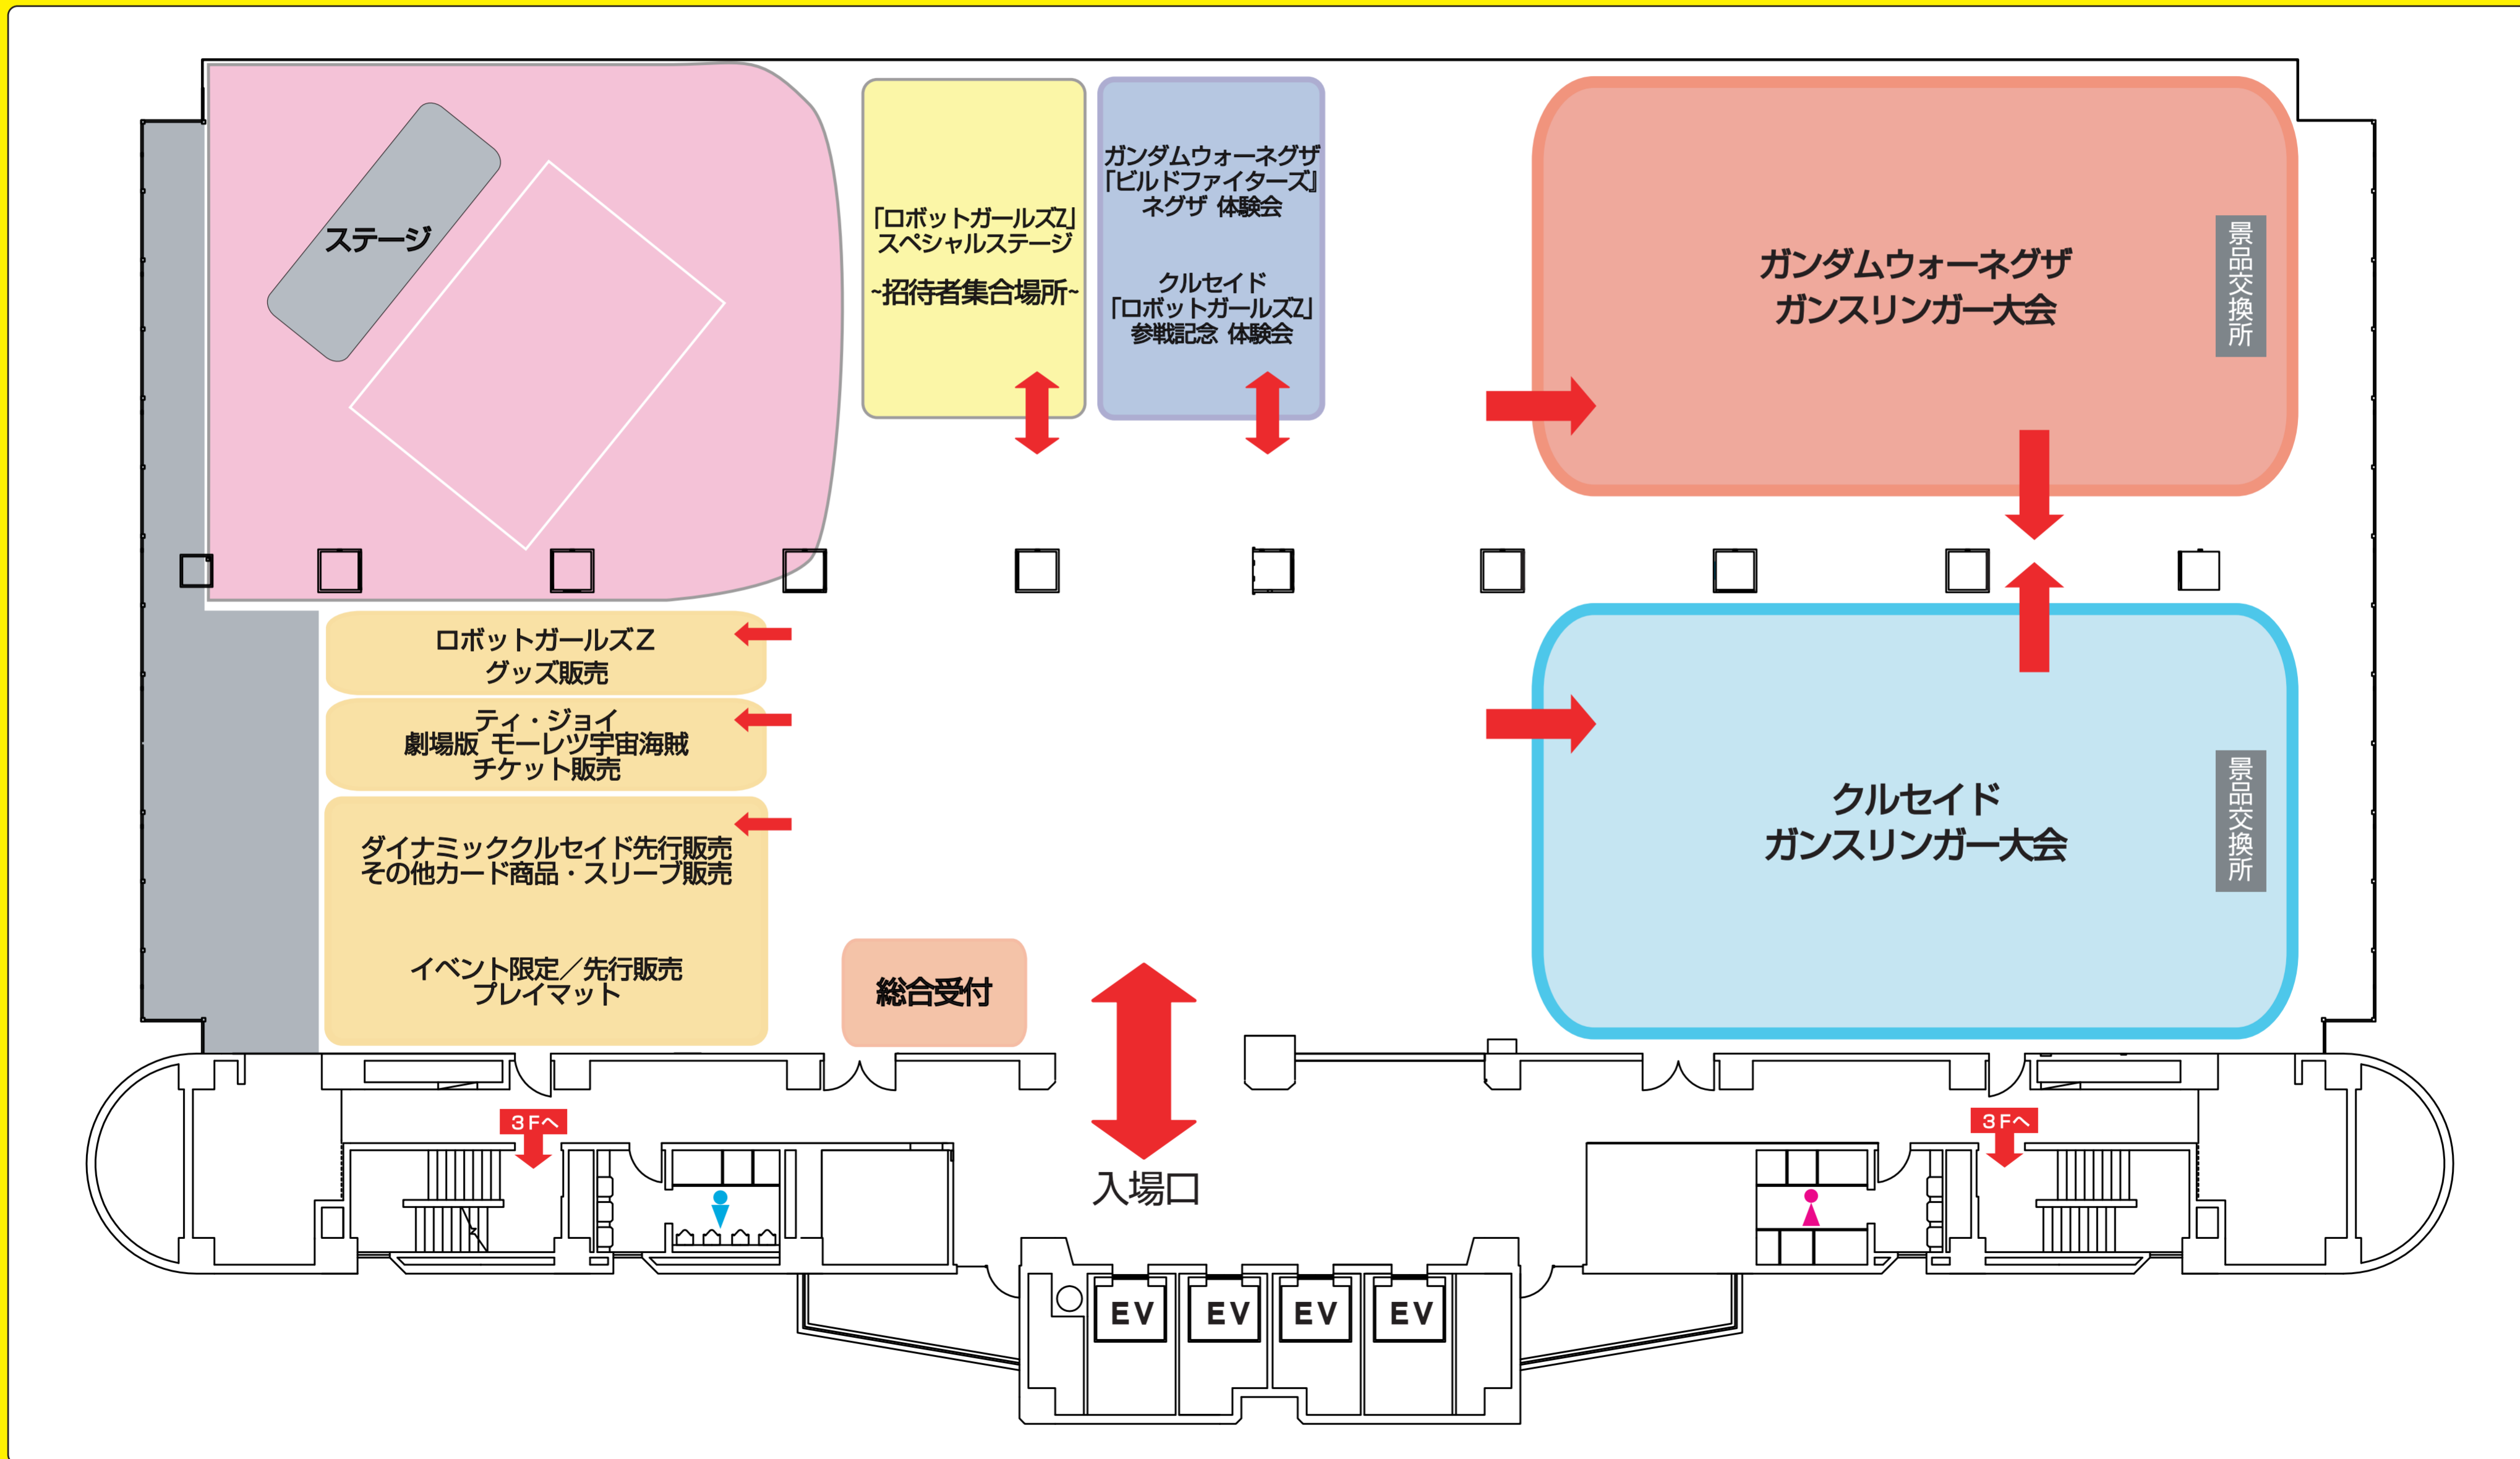 ステージ
「ロボットガールズZ」
スペシャルステージ
~招待者集合場所~
ガンダムウォーネグザ
「ビルドファイターズ』
ネグザ 体験会
クルセイド
「ロボットガールズZ」
参戦記念 体験会
ガンダムウォーネグザ
ガンスリンガー大会
景品交換所
ロボットガールズZ
グッズ販売
ティ・ジョイ
劇場版 モーレツ宇宙海賊
チケット販売
ダイナミッククルセイド先行販売
その他カード商品・スリーブ販売
イベント限定／先行販売
プレイマット
総合受付
クルセイド
ガンスリンガー大会
景品交換所
3Fへ
入場口
3Fへ
EV
EV
EV
EV